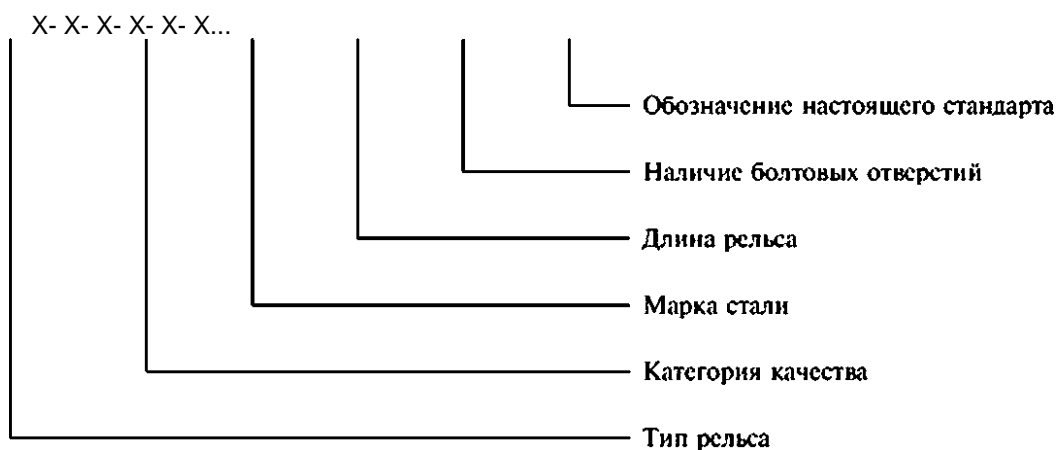 X- X- X- X- X- X...
Обозначение настоящего стандарта
Наличие болтовых отверстий
Длина рельса
Марка стали
Категория качества
Тип рельса